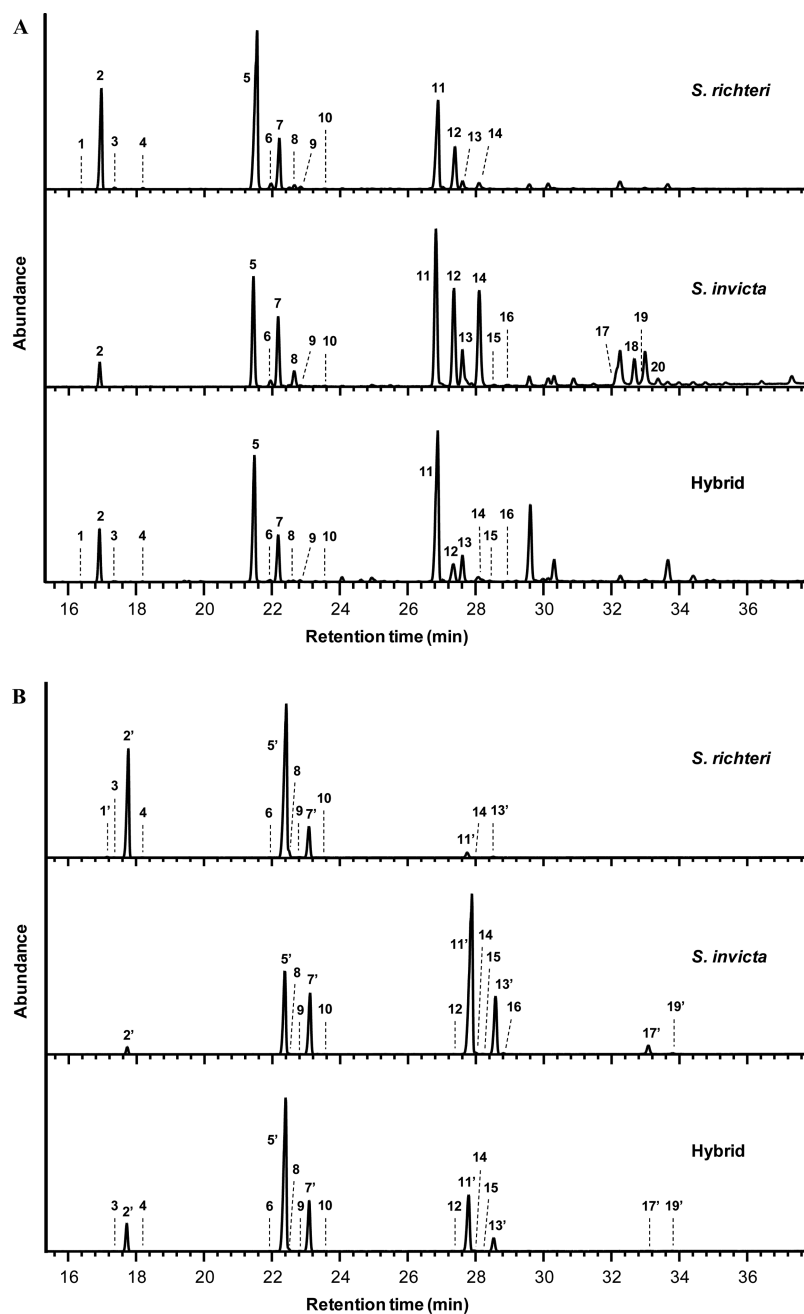 A
S. richteri
1 2 3 4 5 6 7 8 9 10 11 12 13 14
S. invicta
2 5 6 7 8 9 10 11 12 13 14 15 16 17 18 19 20
Hybrid
1 2 3 4 5 6 7 8 9 10 11 12 13 14 15 16
Abundance
16 18 20 22 24 26 28 30 32 34 36
Retention time (min)
B
S. richteri
1’ 3 2’ 4 6 5’ 8 9 7’ 10 11’ 14 13’
S. invicta
2’ 5’ 8 9 7’ 10 12 11’ 14 15 13’ 16 17’ 19’
Hybrid
3 2’ 4 6 5’ 8 9 7’ 10 12 11’ 14 15 13’ 17’ 19’
Abundance
16 18 20 22 24 26 28 30 32 34 36
Retention time (min)